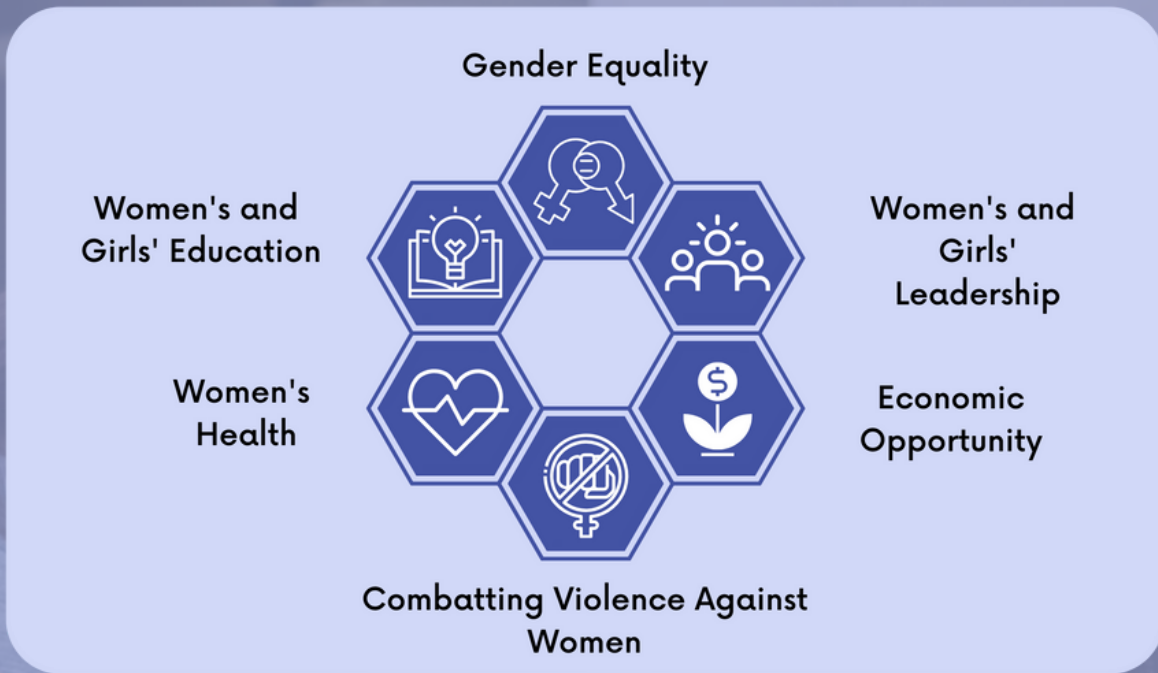 Gender Equality
Women's and
Girls' Education
Women's and
Girls'
Leadership
Women's
Health
Economic
Opportunity
$
Combatting Violence Against
Women